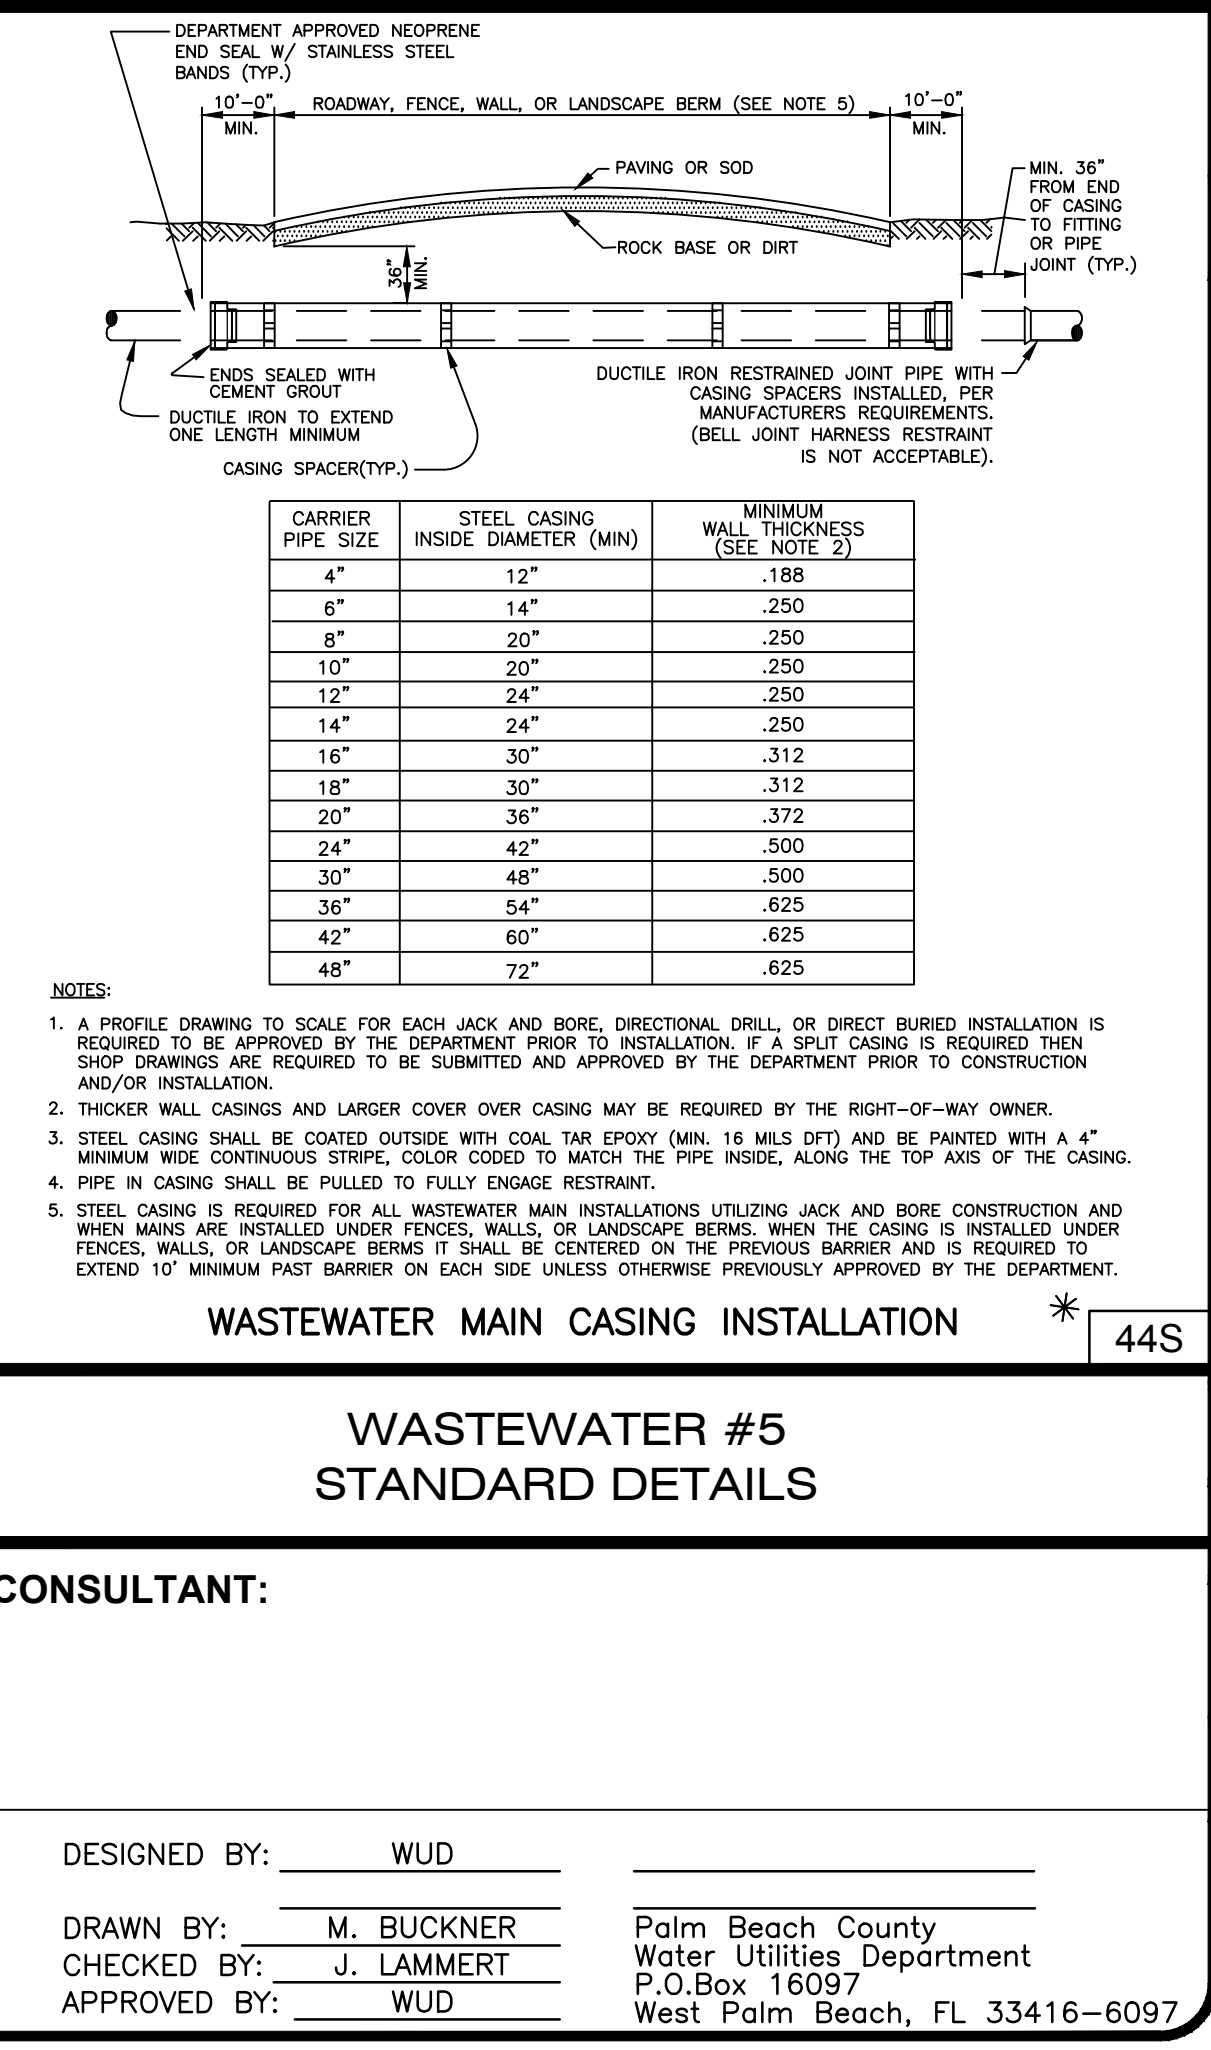 DEPARTMENT APPROVED NEOPRENE
END SEAL W/ STAINLESS STEEL
BANDS (TYP.)
10'-0"
MIN.
ROADWAY, FENCE, WALL, OR LANDSCAPE BERM (SEE NOTE 5)
10'-0"
MIN.
PAVING OR SOD
MIN. 36"
FROM END
OF CASING
TO FITTING
OR PIPE
JOINT (TYP.)
ROCK BASE OR DIRT
36"
MIN.
ENDS SEALED WITH
CEMENT GROUT
DUCTILE IRON TO EXTEND
ONE LENGTH MINIMUM
CASING SPACER(TYP.)
DUCTILE IRON RESTRAINED JOINT PIPE WITH
CASING SPACERS INSTALLED, PER
MANUFACTURERS REQUIREMENTS.
(BELL JOINT HARNESS RESTRAINT
IS NOT ACCEPTABLE).
CARRIER
PIPE SIZE
STEEL CASING
INSIDE DIAMETER (MIN)
MINIMUM
WALL THICKNESS
(SEE NOTE 2)
4" 12" .188
6" 14" .250
8" 20" .250
10" 20" .250
12" 24" .250
14" 24" .250
16" 30" .312
18" 30" .312
20" 36" .372
24" 42" .500
30" 48" .500
36" 54" .625
42" 60" .625
48" 72" .625
NOTES:
1. A PROFILE DRAWING TO SCALE FOR EACH JACK AND BORE, DIRECTIONAL DRILL, OR DIRECT BURIED INSTALLATION IS
REQUIRED TO BE APPROVED BY THE DEPARTMENT PRIOR TO INSTALLATION. IF A SPLIT CASING IS REQUIRED THEN
SHOP DRAWINGS ARE REQUIRED TO BE SUBMITTED AND APPROVED BY THE DEPARTMENT PRIOR TO CONSTRUCTION
AND/OR INSTALLATION.
2. THICKER WALL CASINGS AND LARGER COVER OVER CASING MAY BE REQUIRED BY THE RIGHT-OF-WAY OWNER.
3. STEEL CASING SHALL BE COATED OUTSIDE WITH COAL TAR EPOXY (MIN. 16 MILS DFT) AND BE PAINTED WITH A 4"
MINIMUM WIDE CONTINUOUS STRIPE, COLOR CODED TO MATCH THE PIPE INSIDE, ALONG THE TOP AXIS OF THE CASING.
4. PIPE IN CASING SHALL BE PULLED TO FULLY ENGAGE RESTRAINT.
5. STEEL CASING IS REQUIRED FOR ALL WASTEWATER MAIN INSTALLATIONS UTILIZING JACK AND BORE CONSTRUCTION AND
WHEN MAINS ARE INSTALLED UNDER FENCES, WALLS, OR LANDSCAPE BERMS. WHEN THE CASING IS INSTALLED UNDER
FENCES, WALLS, OR LANDSCAPE BERMS IT SHALL BE CENTERED ON THE PREVIOUS BARRIER AND IS REQUIRED TO
EXTEND 10' MINIMUM PAST BARRIER ON EACH SIDE UNLESS OTHERWISE PREVIOUSLY APPROVED BY THE DEPARTMENT.
WASTEWATER MAIN CASING INSTALLATION *
44S
WASTEWATER #5
STANDARD DETAILS
CONSULTANT:
DESIGNED BY: WUD
DRAWN BY: M. BUCKNER
CHECKED BY: J. LAMMERT
APPROVED BY: WUD
Palm Beach County
Water Utilities Department
P.O.Box 16097
West Palm Beach, FL 33416-6097